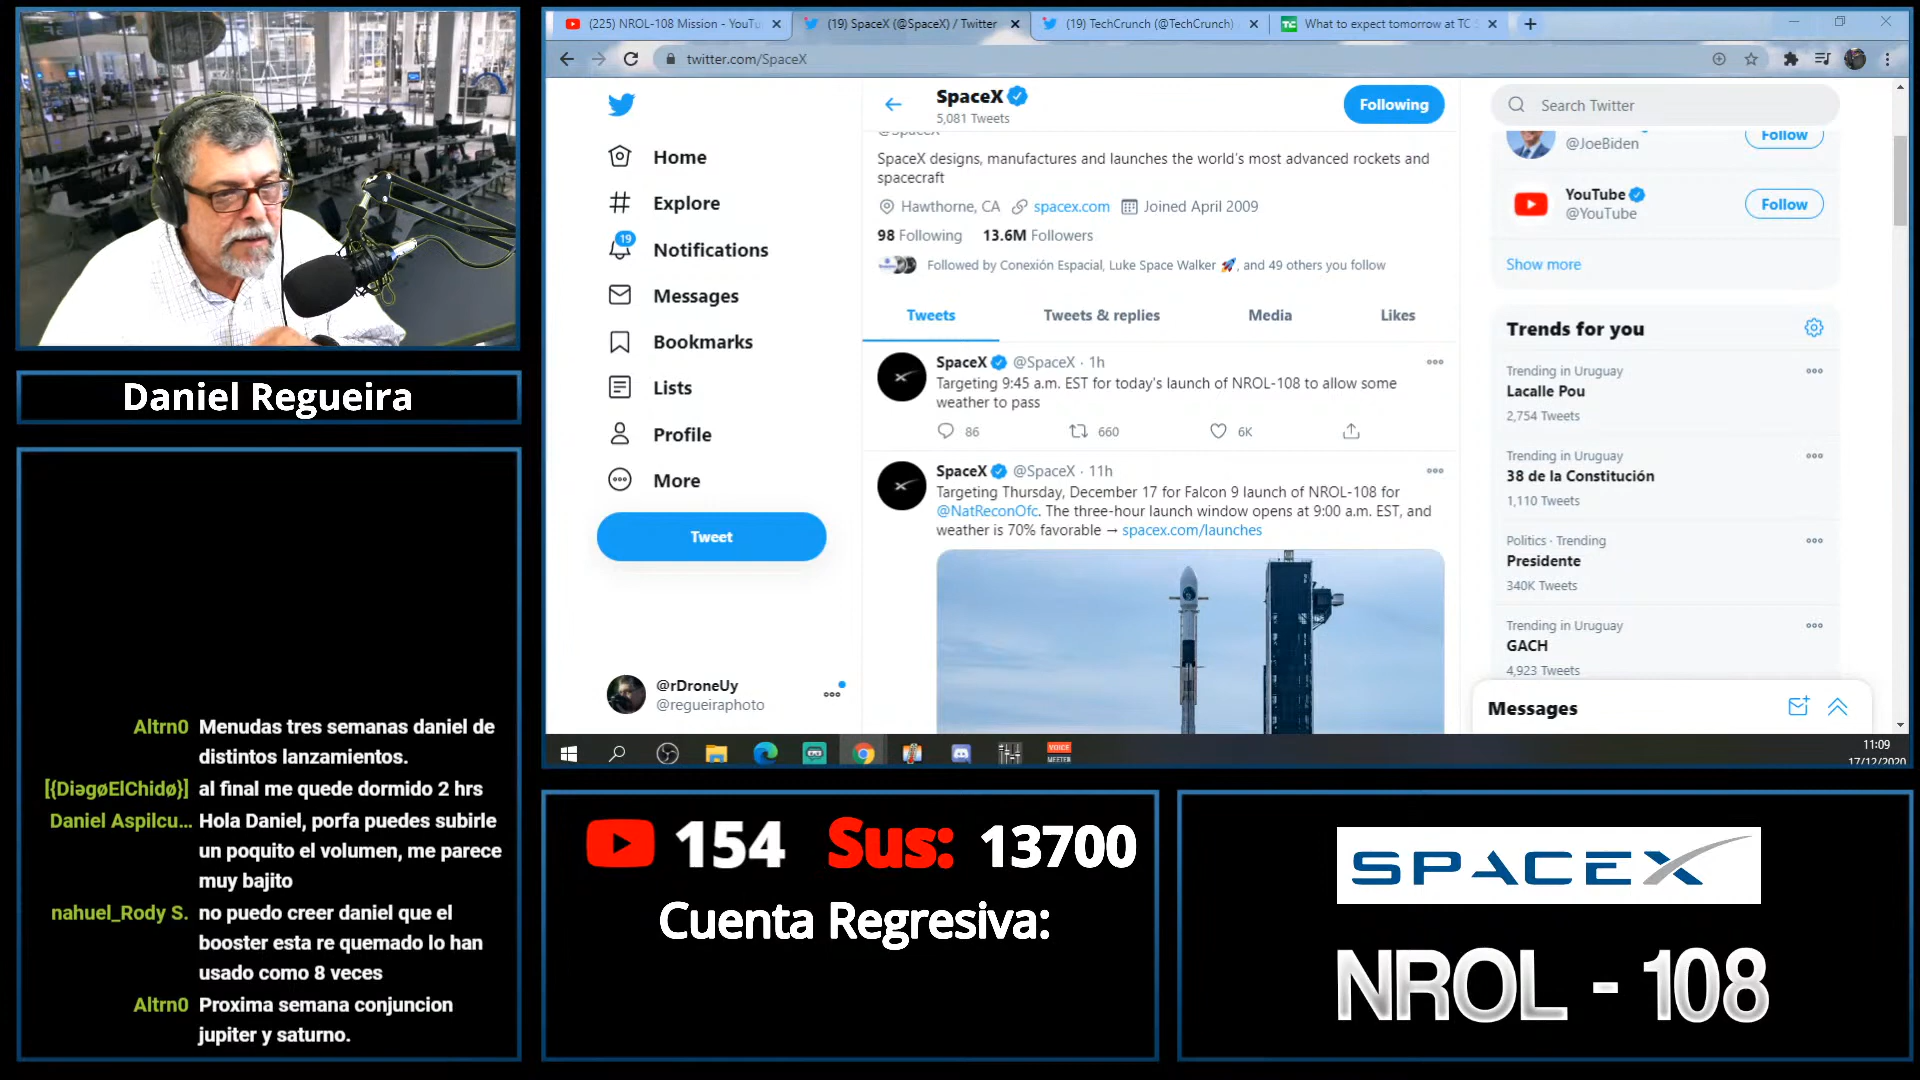 Daniel Regueira
Altrn0 Menudas tres semanas daniel de
distintos lanzamientos.
[{DiəgøElChidø}] al final me quede dormido 2 hrs
Daniel Aspilcu... Hola Daniel, porfa puedes subirle
un poquito el volumen, me parece
muy bajito
nahuel_Rody S. no puedo creer daniel que el
booster esta re quemado lo han
usado como 8 veces
Altrn0 Proxima semana conjuncion
jupiter y saturno.
(225) NROL-108 Mission - YouTu
(19) SpaceX (@SpaceX) / Twitter
(19) TechCrunch (@TechCrunch)
TC What to expect tomorrow at TC
twitter.com/SpaceX
Home
Explore
19
Notifications
Messages
Bookmarks
Lists
Profile
More
Tweet
@rDroneUy
@regueiraphoto
SpaceX
5,081 Tweets
Following
@SpaceX
SpaceX designs, manufactures and launches the world's most advanced rockets and
spacecraft
Hawthorne, CA spacex.com Joined April 2009
98 Following 13.6M Followers
Followed by Conexión Espacial, Luke Space Walker 🚀, and 49 others you follow
Tweets Tweets & replies Media Likes
SpaceX @SpaceX · 1h
Targeting 9:45 a.m. EST for today's launch of NROL-108 to allow some
weather to pass
86 660 6K
SpaceX @SpaceX · 11h
Targeting Thursday, December 17 for Falcon 9 launch of NROL-108 for
@NatReconOfc. The three-hour launch window opens at 9:00 a.m. EST, and
weather is 70% favorable → spacex.com/launches
Search Twitter
@JoeBiden
Follow
YouTube
@YouTube
Follow
Show more
Trends for you
Trending in Uruguay
Lacalle Pou
2,754 Tweets
Trending in Uruguay
38 de la Constitución
1,110 Tweets
Politics · Trending
Presidente
340K Tweets
Trending in Uruguay
GACH
4,923 Tweets
Messages
VOICE
MEETER
11:09
17/12/2020
154 Sus: 13700
Cuenta Regresiva:
SPACEX
NROL - 108